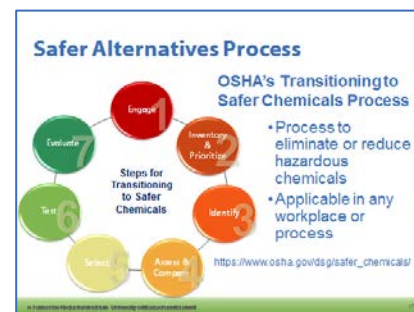 Safer Alternatives Process
OSHA's Transitioning to
Safer Chemicals Process
• Process to
eliminate or reduce
hazardous
chemicals
• Applicable in any
workplace or
process
https://www.osha.gov/dsg/safer_chemicals/
Steps for
Transitioning
to Safer
Chemicals
1
Engage
2
Inventory
&
Prioritize
3
Identify
4
Assess &
Compare
5
Select
6
Test
7
Evaluate